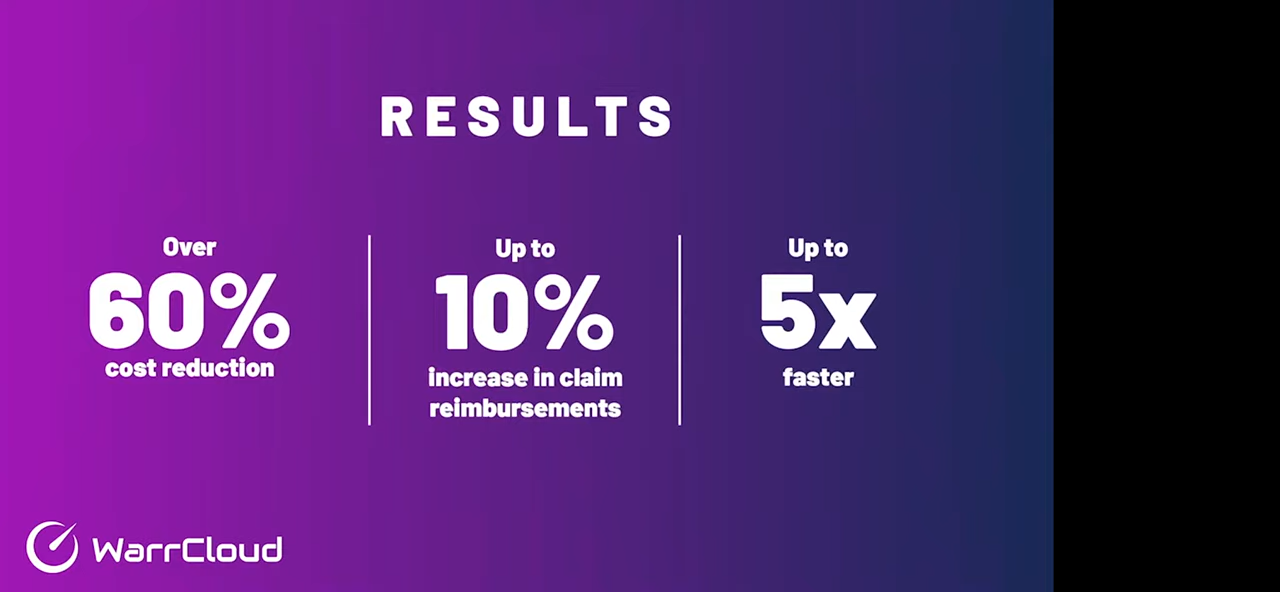 RESULTS
Over
60%
cost reduction
Up to
10%
increase in claim
reimbursements
Up to
5x
faster
WarrCloud